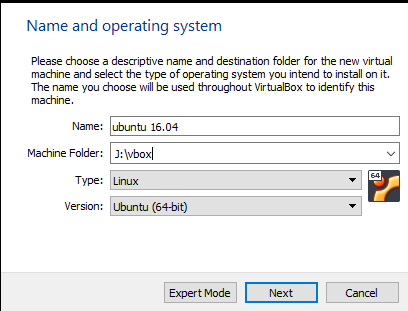 Name and operating system
Please choose a descriptive name and destination folder for the new virtual
machine and select the type of operating system you intend to install on it.
The name you choose will be used throughout VirtualBox to identify this
machine.
Name: ubuntu 16.04
Machine Folder: J:\vbox
64
Type: Linux
Version: Ubuntu (64-bit)
Expert Mode Next Cancel